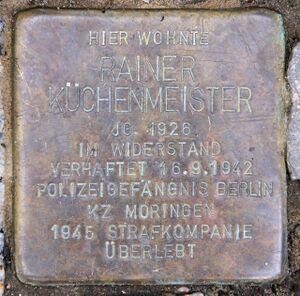 HIER WOHNTE
RAINER
KÜCHENMEISTER
JG. 1926
IM WIDERSTAND
VERHAFTET 16.9.1942
POLIZEIGEFÄNGNIS BERLIN
KZ MORINGEN
1945 STRAFKOMPANIE
ÜBERLEBT